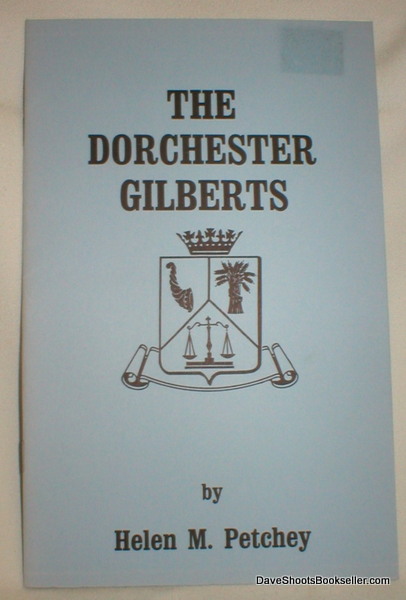 THE
DORCHESTER
GILBERTS
by
Helen M. Petchey
DaveShootsBookseller.com